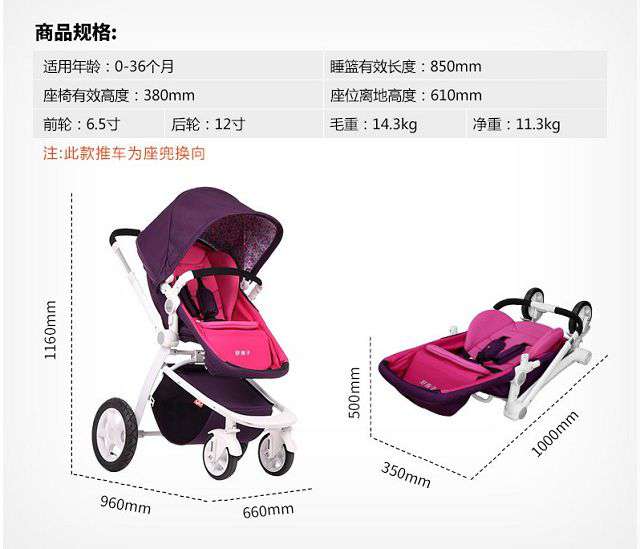 商品规格:
适用年龄：0-36个月 睡篮有效长度：850mm
座椅有效高度：380mm 座位离地高度：610mm
前轮：6.5寸 后轮：12寸 毛重：14.3kg 净重：11.3kg
注:此款推车为座兜换向
1160mm
960mm
660mm
500mm
350mm
1000mm